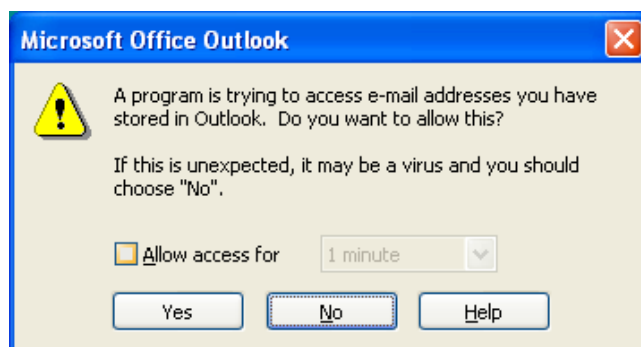 Microsoft Office Outlook
A program is trying to access e-mail addresses you have
stored in Outlook. Do you want to allow this?
If this is unexpected, it may be a virus and you should
choose "No".
Allow access for 1 minute
Yes No Help